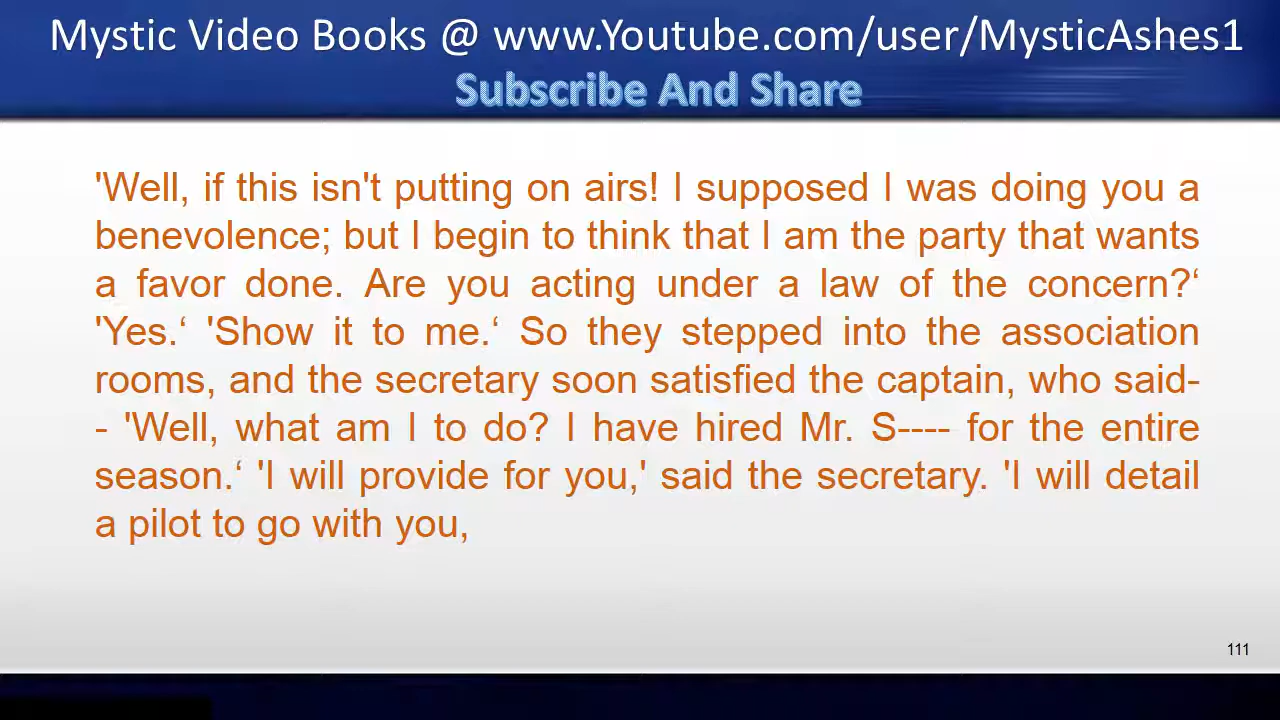 Mystic Video Books @ www.Youtube.com/user/MysticAshes1
Subscribe And Share
'Well, if this isn't putting on airs! I supposed I was doing you a
benevolence; but I begin to think that I am the party that wants
a favor done. Are you acting under a law of the concern?‘
'Yes.‘ 'Show it to me.‘ So they stepped into the association
rooms, and the secretary soon satisfied the captain, who said-
- 'Well, what am I to do? I have hired Mr. S---- for the entire
season.‘ 'I will provide for you,' said the secretary. 'I will detail
a pilot to go with you,
111